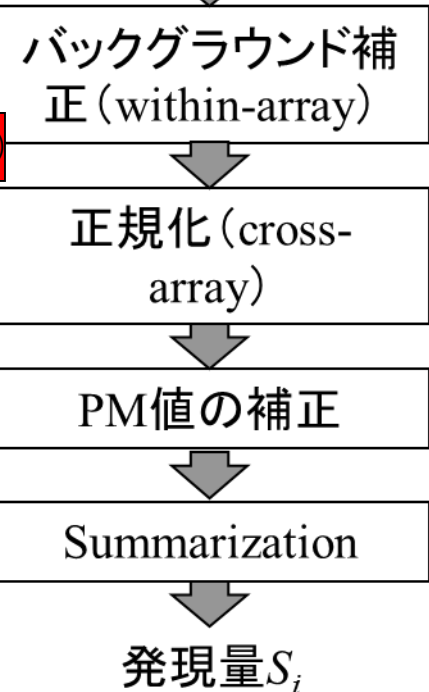 バックグラウンド補
正（within-array）
正規化（cross-
array）
PM値の補正
Summarization
発現量Si